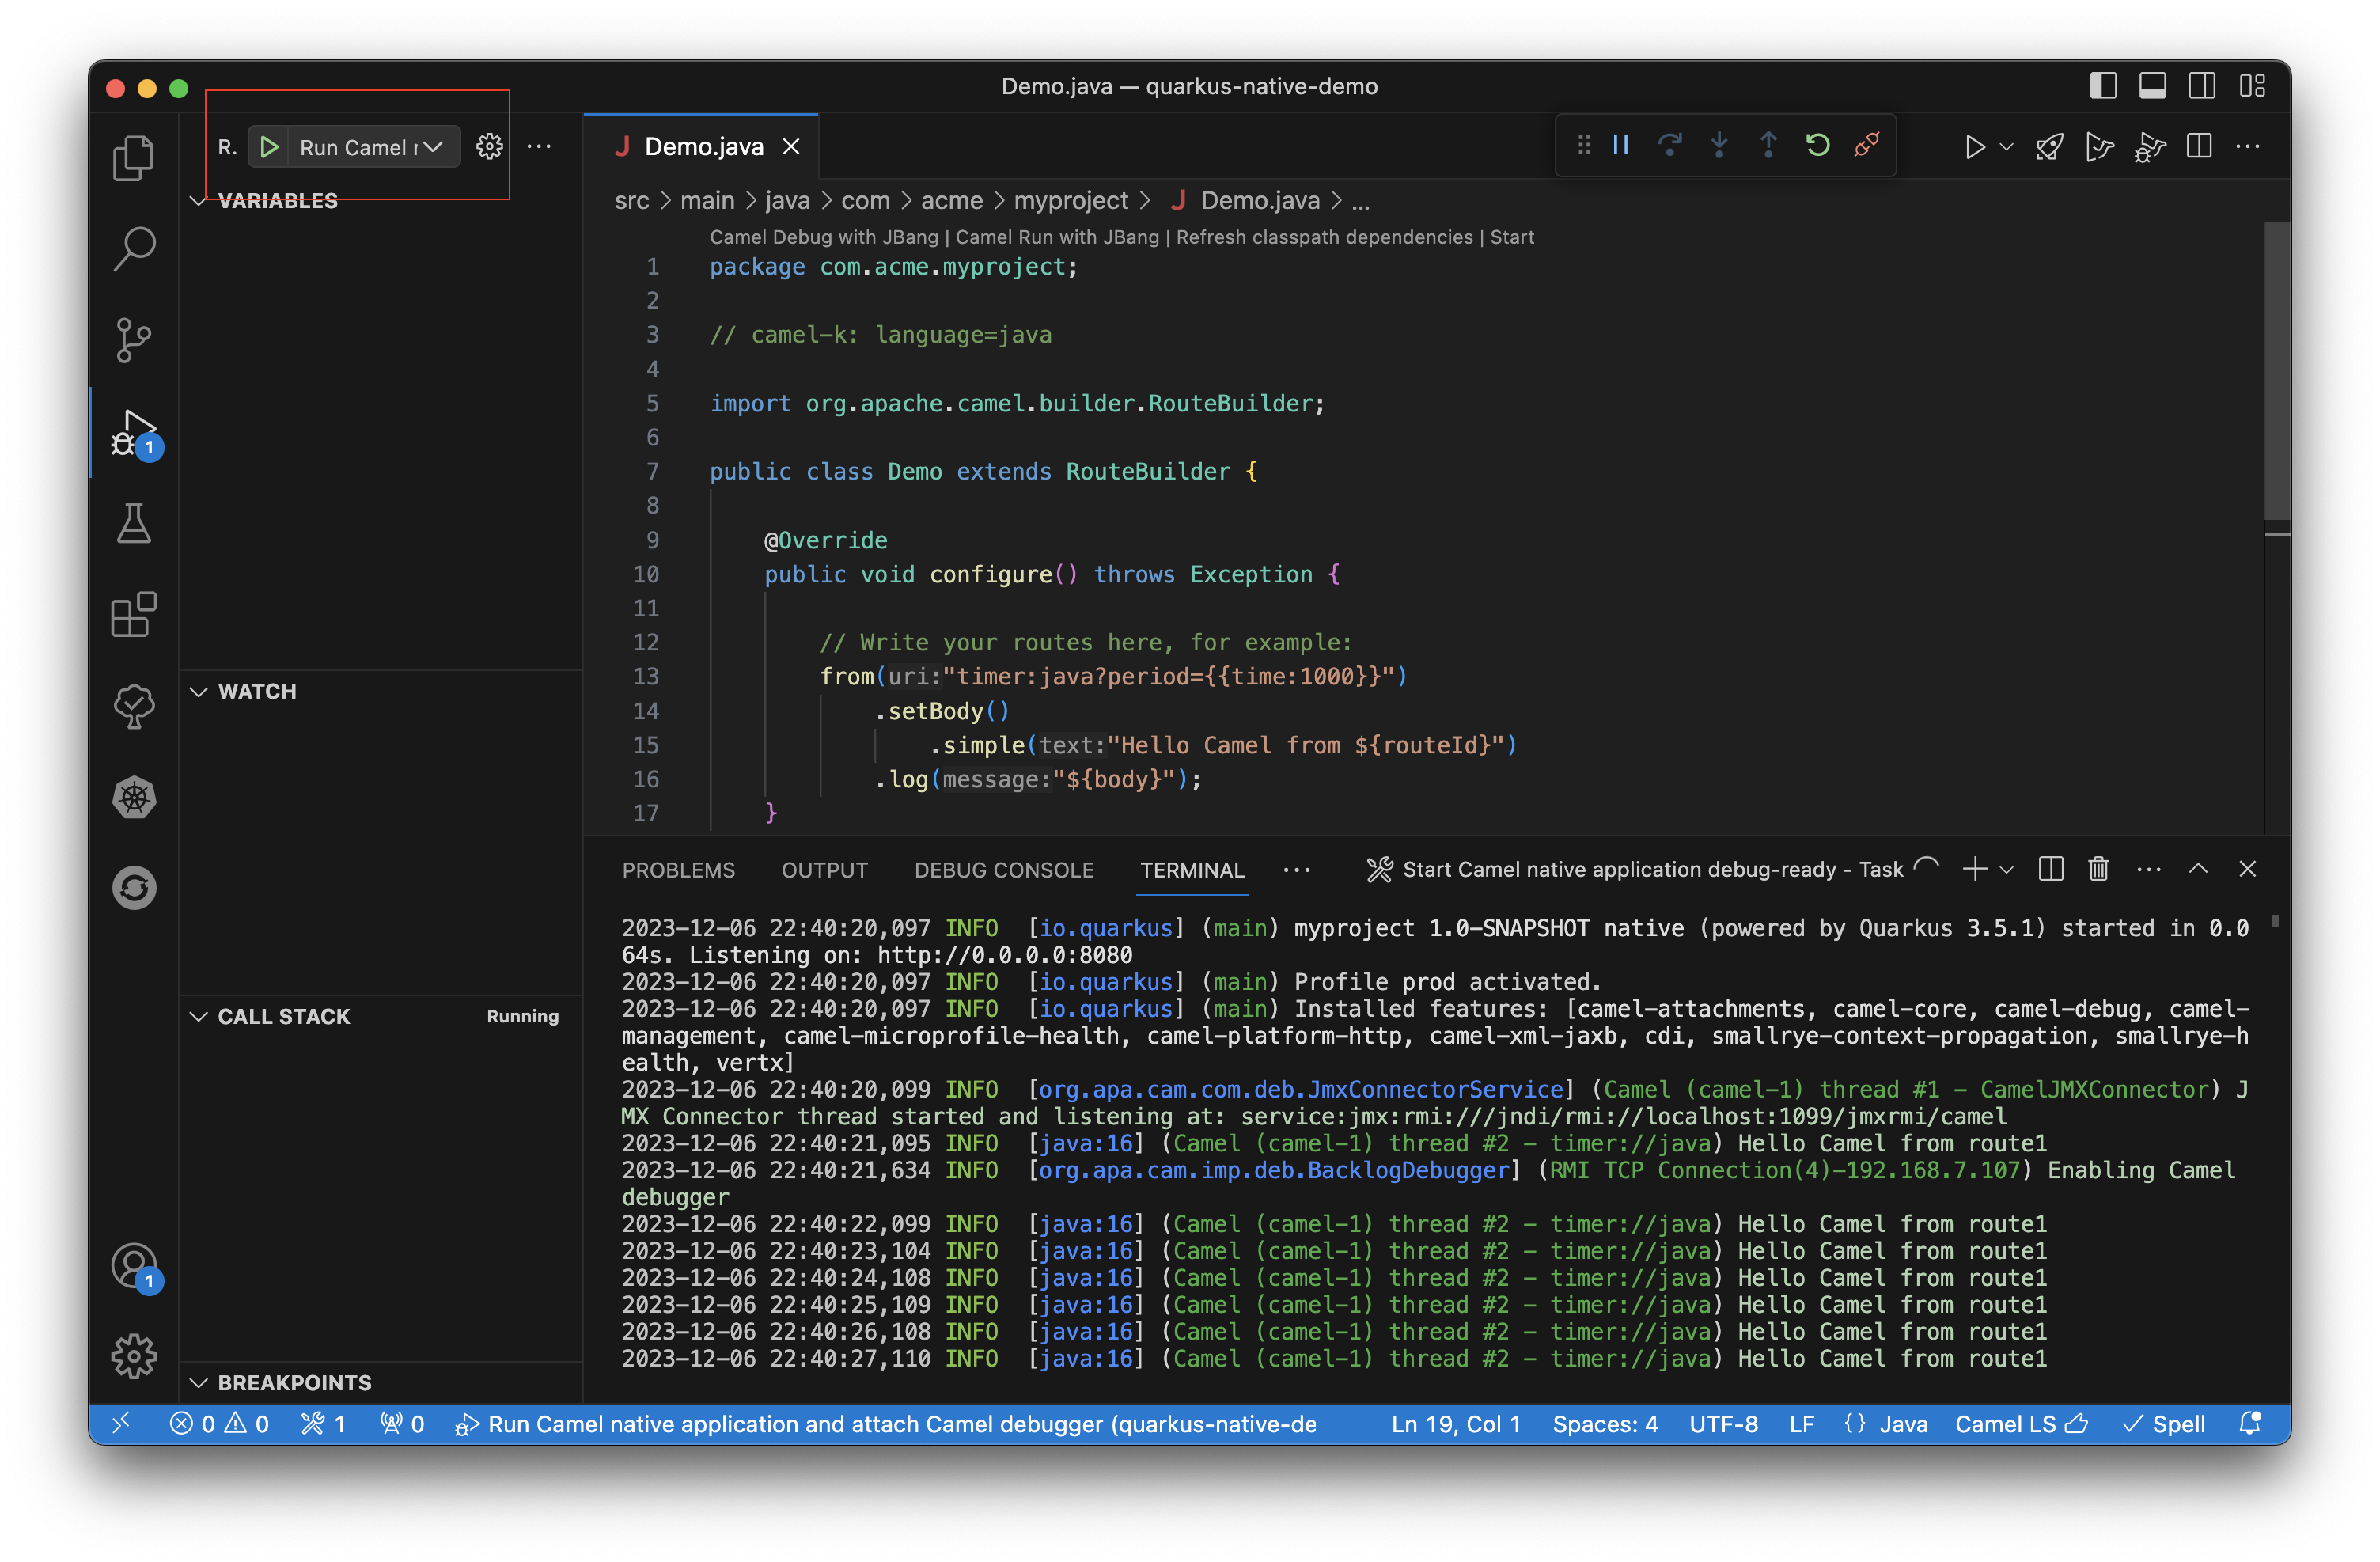 Demo.java — quarkus-native-demo
R.
Run Camel r
VARIABLES
WATCH
CALL STACK
Running
BREAKPOINTS
1
1
J Demo.java
src > main > java > com > acme > myproject > J Demo.java > ...
Camel Debug with JBang | Camel Run with JBang | Refresh classpath dependencies | Start
1 package com.acme.myproject;
2
3 // camel-k: language=java
4
5 import org.apache.camel.builder.RouteBuilder;
6
7 public class Demo extends RouteBuilder {
8
9 @Override
10 public void configure() throws Exception {
11
12 // Write your routes here, for example:
13 from(uri:"timer:java?period={{time:1000}}")
14 .setBody()
15 .simple(text:"Hello Camel from ${routeId}")
16 .log(message:"${body}");
17 }
PROBLEMS OUTPUT DEBUG CONSOLE TERMINAL ··· Start Camel native application debug-ready - Task
2023-12-06 22:40:20,097 INFO  [io.quarkus] (main) myproject 1.0-SNAPSHOT native (powered by Quarkus 3.5.1) started in 0.0
64s. Listening on: http://0.0.0.0:8080
2023-12-06 22:40:20,097 INFO  [io.quarkus] (main) Profile prod activated.
2023-12-06 22:40:20,097 INFO  [io.quarkus] (main) Installed features: [camel-attachments, camel-core, camel-debug, camel-
management, camel-microprofile-health, camel-platform-http, camel-xml-jaxb, cdi, smallrye-context-propagation, smallrye-h
ealth, vertx]
2023-12-06 22:40:20,099 INFO  [org.apa.cam.com.deb.JmxConnectorService] (Camel (camel-1) thread #1 - CamelJMXConnector) J
MX Connector thread started and listening at: service:jmx:rmi:///jndi/rmi://localhost:1099/jmxrmi/camel
2023-12-06 22:40:21,095 INFO  [java:16] (Camel (camel-1) thread #2 - timer://java) Hello Camel from route1
2023-12-06 22:40:21,634 INFO  [org.apa.cam.imp.deb.BacklogDebugger] (RMI TCP Connection(4)-192.168.7.107) Enabling Camel
debugger
2023-12-06 22:40:22,099 INFO  [java:16] (Camel (camel-1) thread #2 - timer://java) Hello Camel from route1
2023-12-06 22:40:23,104 INFO  [java:16] (Camel (camel-1) thread #2 - timer://java) Hello Camel from route1
2023-12-06 22:40:24,108 INFO  [java:16] (Camel (camel-1) thread #2 - timer://java) Hello Camel from route1
2023-12-06 22:40:25,109 INFO  [java:16] (Camel (camel-1) thread #2 - timer://java) Hello Camel from route1
2023-12-06 22:40:26,108 INFO  [java:16] (Camel (camel-1) thread #2 - timer://java) Hello Camel from route1
2023-12-06 22:40:27,110 INFO  [java:16] (Camel (camel-1) thread #2 - timer://java) Hello Camel from route1
0 0 1 0 Run Camel native application and attach Camel debugger (quarkus-native-de Ln 19, Col 1 Spaces: 4 UTF-8 LF {} Java Camel LS Spell